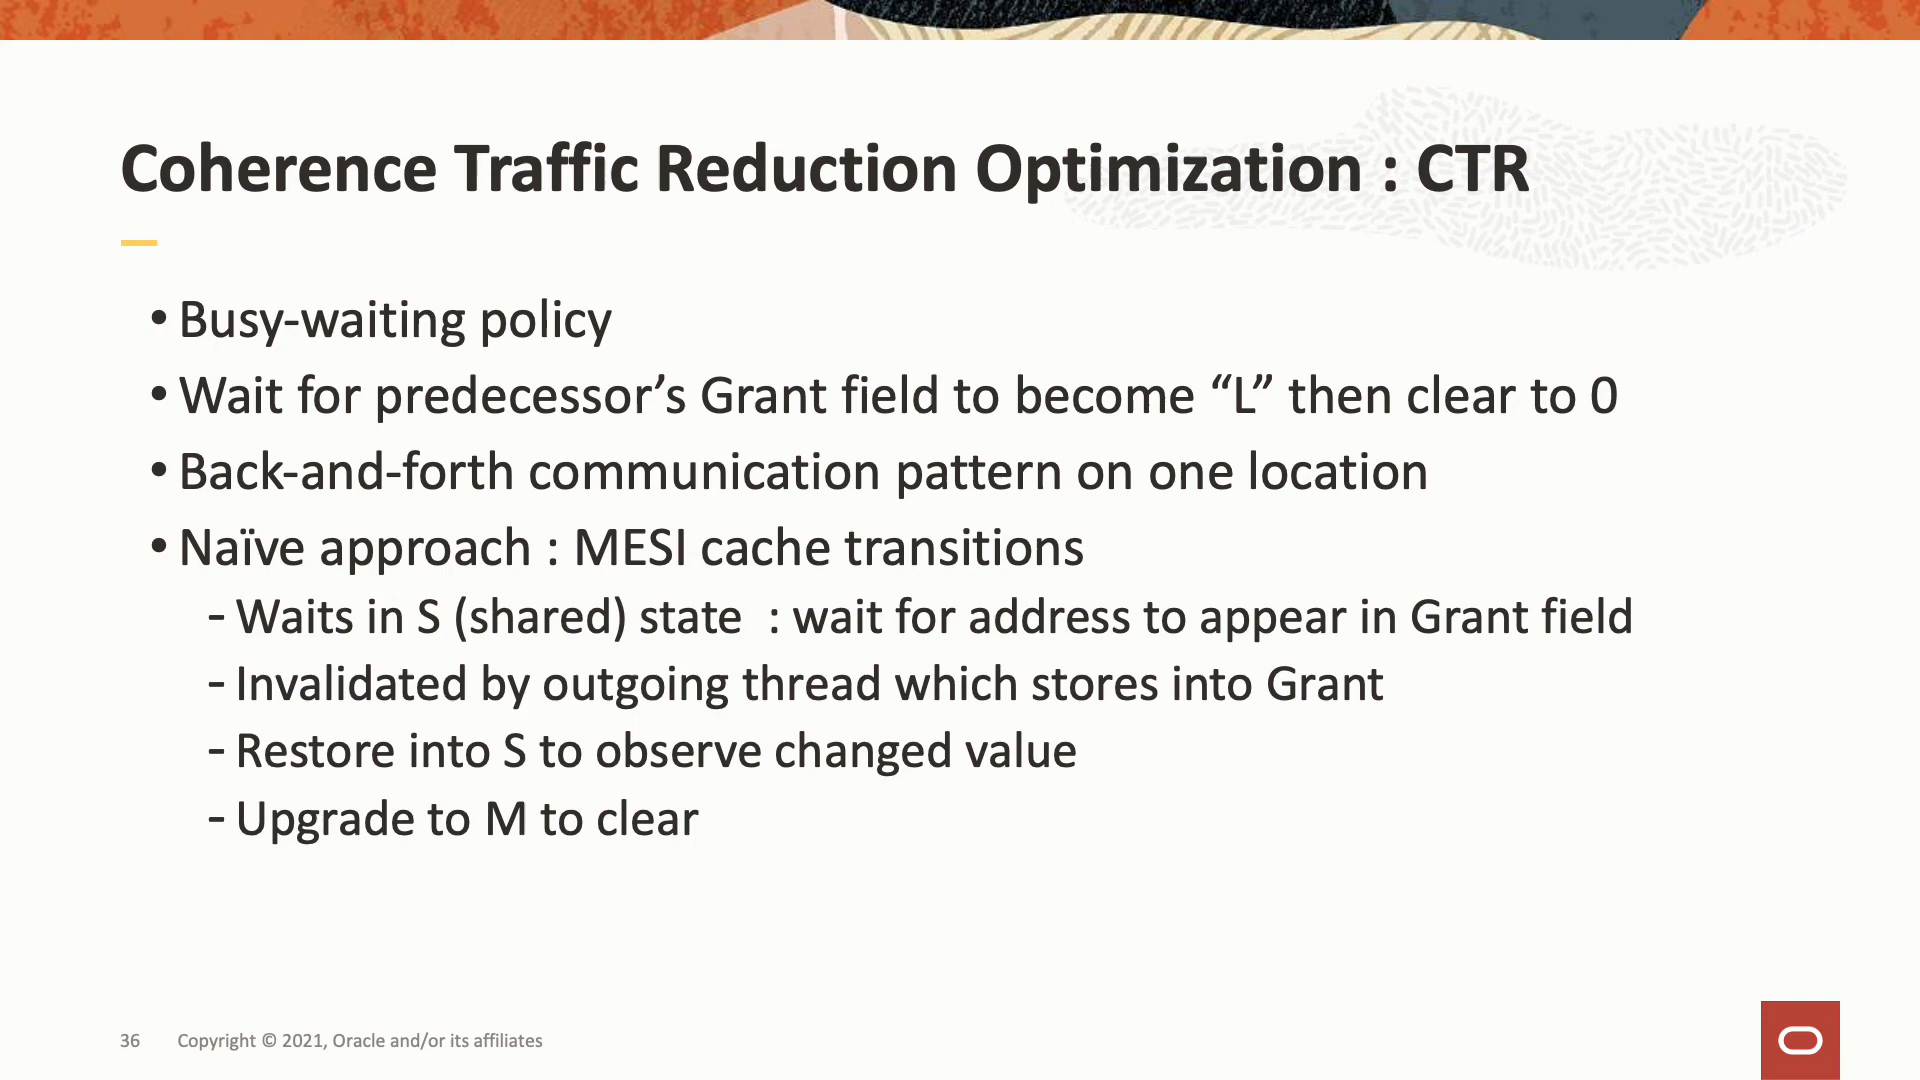 Coherence Traffic Reduction Optimization : CTR
• Busy-waiting policy
• Wait for predecessor’s Grant field to become “L” then clear to 0
• Back-and-forth communication pattern on one location
• Naïve approach : MESI cache transitions
- Waits in S (shared) state  : wait for address to appear in Grant field
- Invalidated by outgoing thread which stores into Grant
- Restore into S to observe changed value
- Upgrade to M to clear
36 Copyright © 2021, Oracle and/or its affiliates